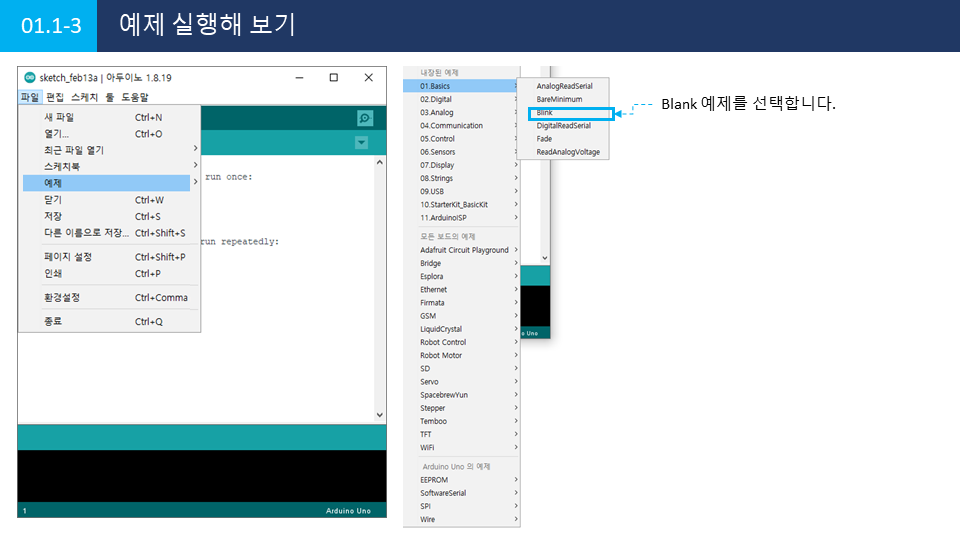 01.1-3
예제 실행해 보기
sketch_feb13a | 아두이노 1.8.19
파일 편집 스케치 툴 도움말
새 파일 Ctrl+N
열기... Ctrl+O
최근 파일 열기
스케치북
예제
닫기 Ctrl+W
저장 Ctrl+S
다른 이름으로 저장... Ctrl+Shift+S
페이지 설정 Ctrl+Shift+P
인쇄 Ctrl+P
환경설정 Ctrl+Comma
종료 Ctrl+Q
run once:
run repeatedly:
1
Arduino Uno
내장된 예제
01.Basics
02.Digital
03.Analog
04.Communication
05.Control
06.Sensors
07.Display
08.Strings
09.USB
10.StarterKit_BasicKit
11.ArduinoISP
모든 보드의 예제
Adafruit Circuit Playground
Bridge
Esplora
Ethernet
Firmata
GSM
LiquidCrystal
Robot Control
Robot Motor
SD
Servo
SpacebrewYun
Stepper
Temboo
TFT
WiFi
Arduino Uno 의 예제
EEPROM
SoftwareSerial
SPI
Wire
AnalogReadSerial
BareMinimum
Blink
DigitalReadSerial
Fade
ReadAnalogVoltage
o Uno
Blank 예제를 선택합니다.